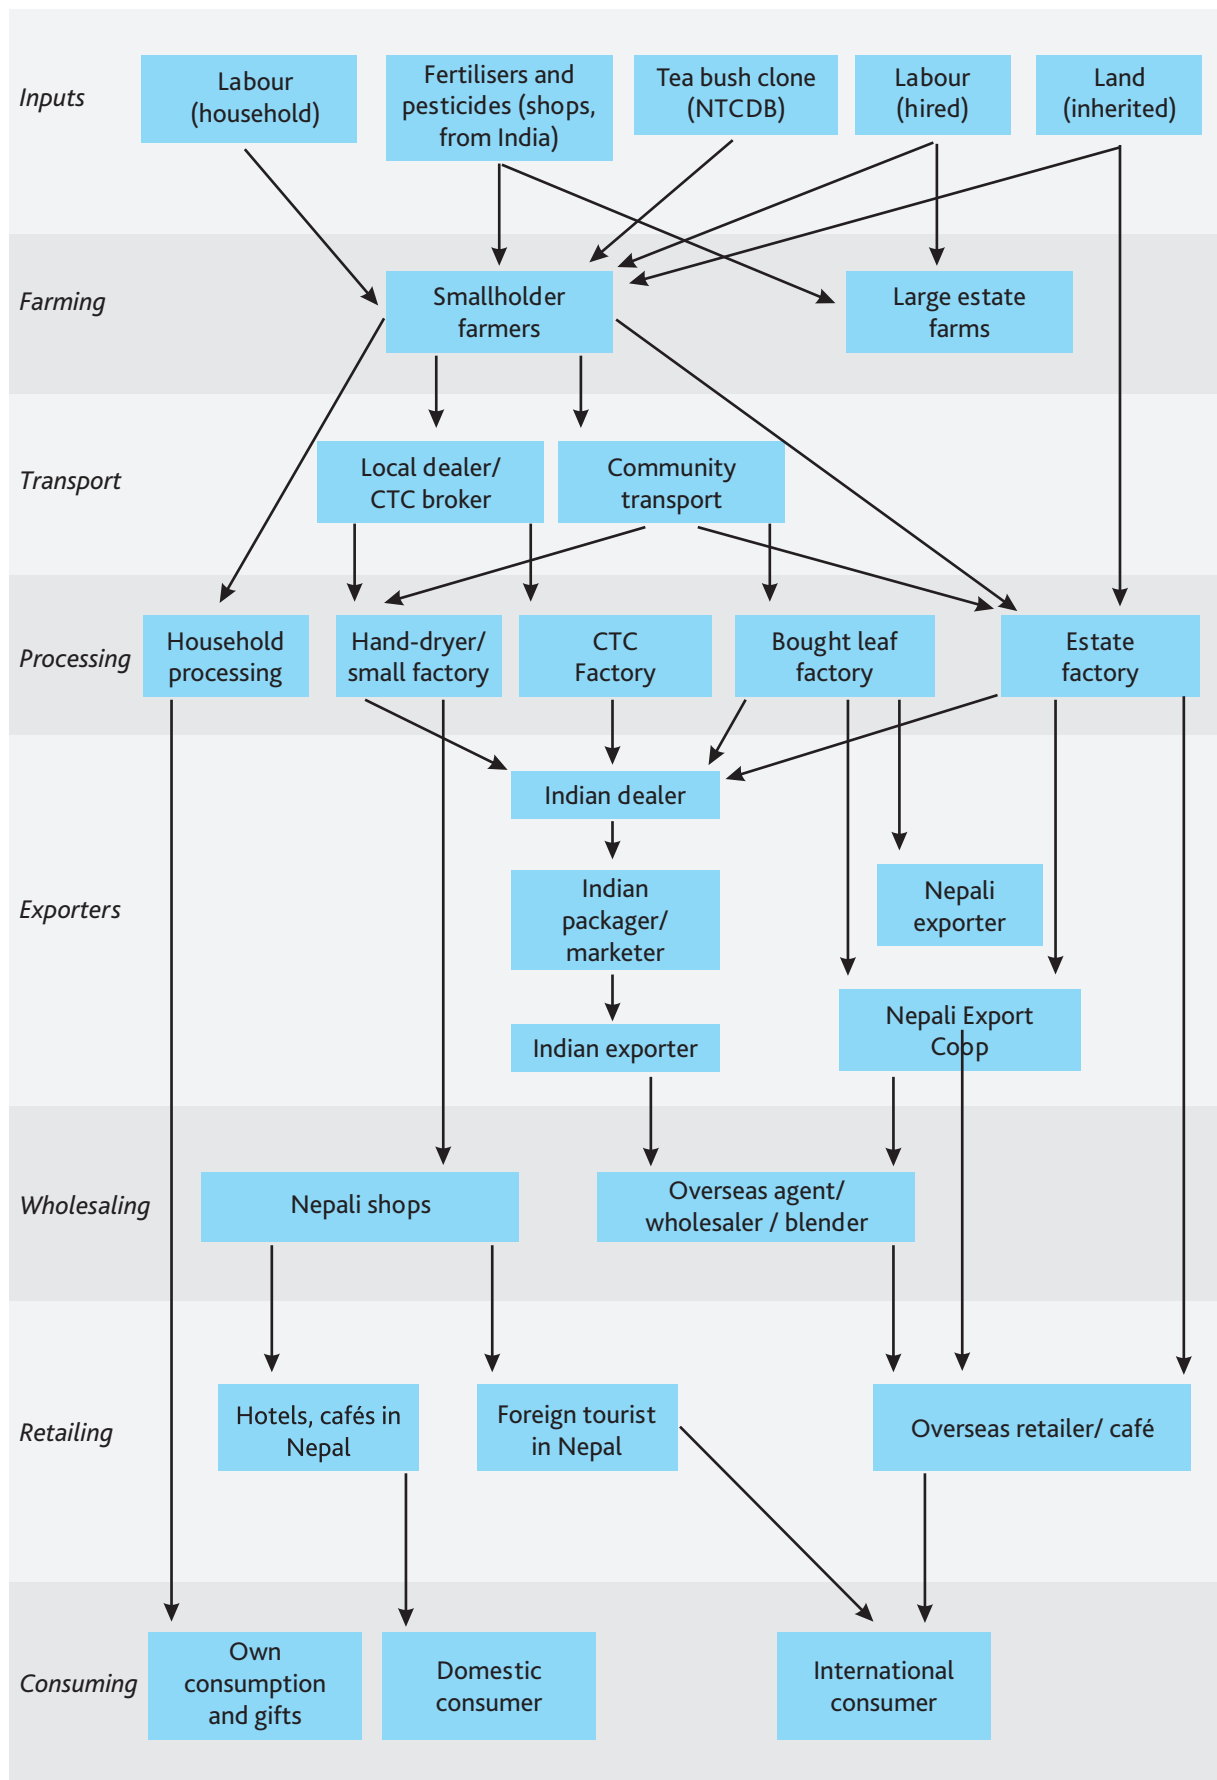 Inputs
Labour
(household)
Fertilisers and
pesticides (shops,
from India)
Tea bush clone
(NTCDB)
Labour
(hired)
Land
(inherited)
Farming
Smallholder
farmers
Large estate
farms
Transport
Local dealer/
CTC broker
Community
transport
Processing
Household
processing
Hand-dryer/
small factory
CTC
Factory
Bought leaf
factory
Estate
factory
Exporters
Indian dealer
Indian
packager/
marketer
Nepali
exporter
Indian exporter
Nepali Export
Coop
Wholesaling
Nepali shops
Overseas agent/
wholesaler / blender
Retailing
Hotels, cafés in
Nepal
Foreign tourist
in Nepal
Overseas retailer/ café
Consuming
Own
consumption
and gifts
Domestic
consumer
International
consumer